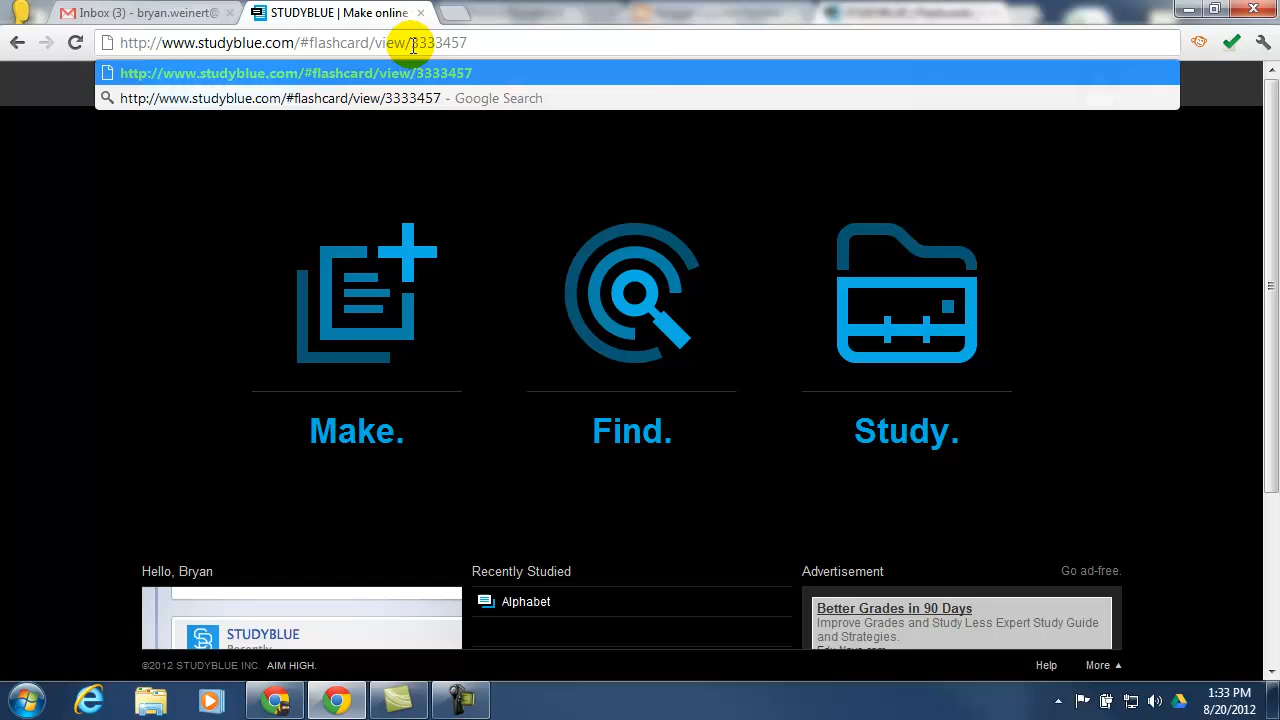 Inbox (3) - bryan.weinert@
STUDYBLUE | Make online
http://www.studyblue.com/#flashcard/view/3333457
http://www.studyblue.com/#flashcard/view/3333457
http://www.studyblue.com/#flashcard/view/3333457 - Google Search
Make.
Find.
Study.
Hello, Bryan
Recently Studied
Advertisement
Go ad-free.
STUDYBLUE
Recently
Alphabet
Better Grades in 90 Days
Improve Grades and Study Less Expert Study Guide
and Strategies.
©2012 STUDYBLUE INC. AIM HIGH.
Help
More
1:33 PM
8/20/2012